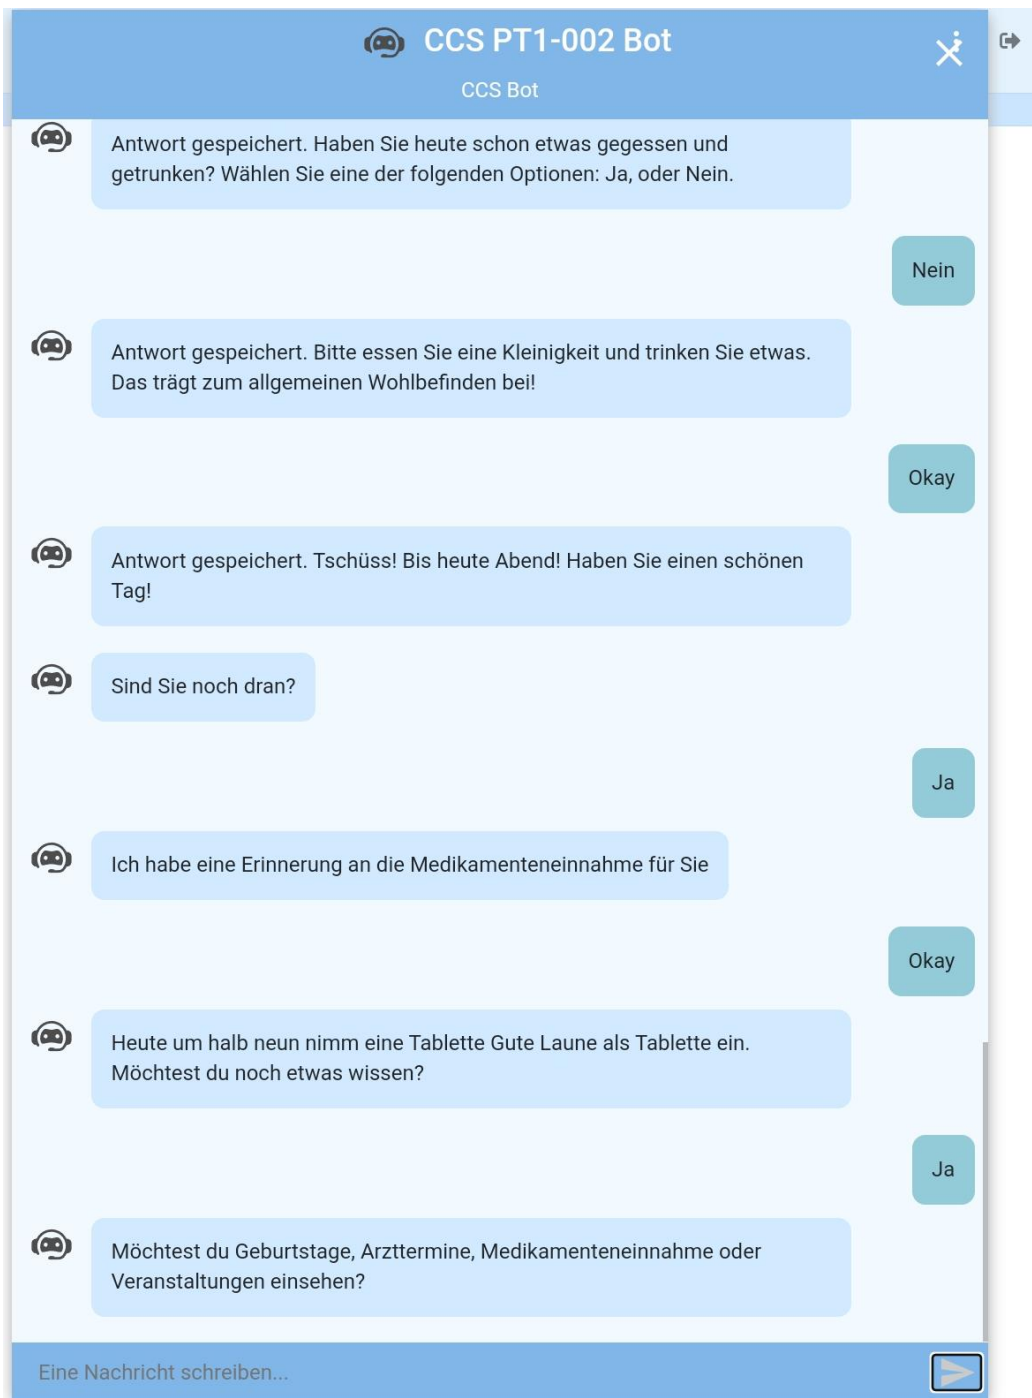 CCS PT1-002 Bot
CCS Bot
Antwort gespeichert. Haben Sie heute schon etwas gegessen und
getrunken? Wählen Sie eine der folgenden Optionen: Ja, oder Nein.
Nein
Antwort gespeichert. Bitte essen Sie eine Kleinigkeit und trinken Sie etwas.
Das trägt zum allgemeinen Wohlbefinden bei!
Okay
Antwort gespeichert. Tschüss! Bis heute Abend! Haben Sie einen schönen
Tag!
Sind Sie noch dran?
Ja
Ich habe eine Erinnerung an die Medikamenteneinnahme für Sie
Okay
Heute um halb neun nimm eine Tablette Gute Laune als Tablette ein.
Möchtest du noch etwas wissen?
Ja
Möchtest du Geburtstage, Arzttermine, Medikamenteneinnahme oder
Veranstaltungen einsehen?
Eine Nachricht schreiben...